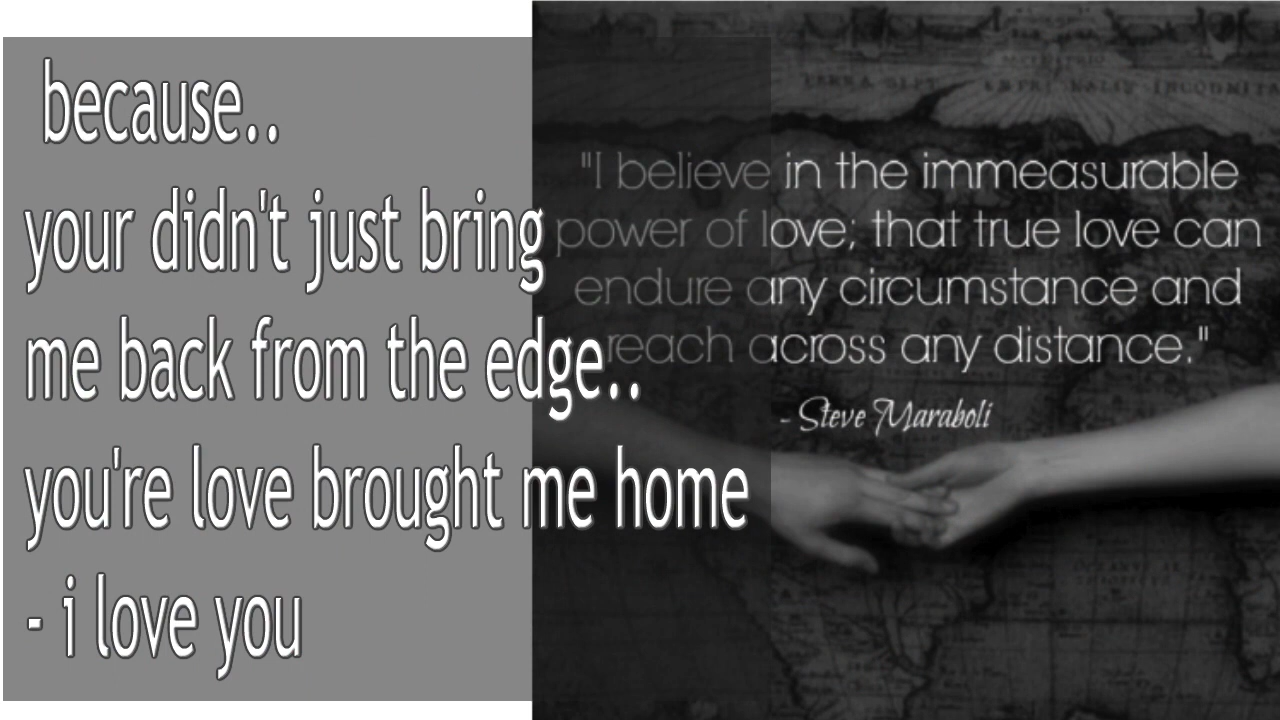 because..
your didn't just bring
me back from the edge..
you're love brought me home
- i love you
"I believe in the immeasurable
power of love; that true love can
endure any circumstance and
reach across any distance."
- Steve Maraboli